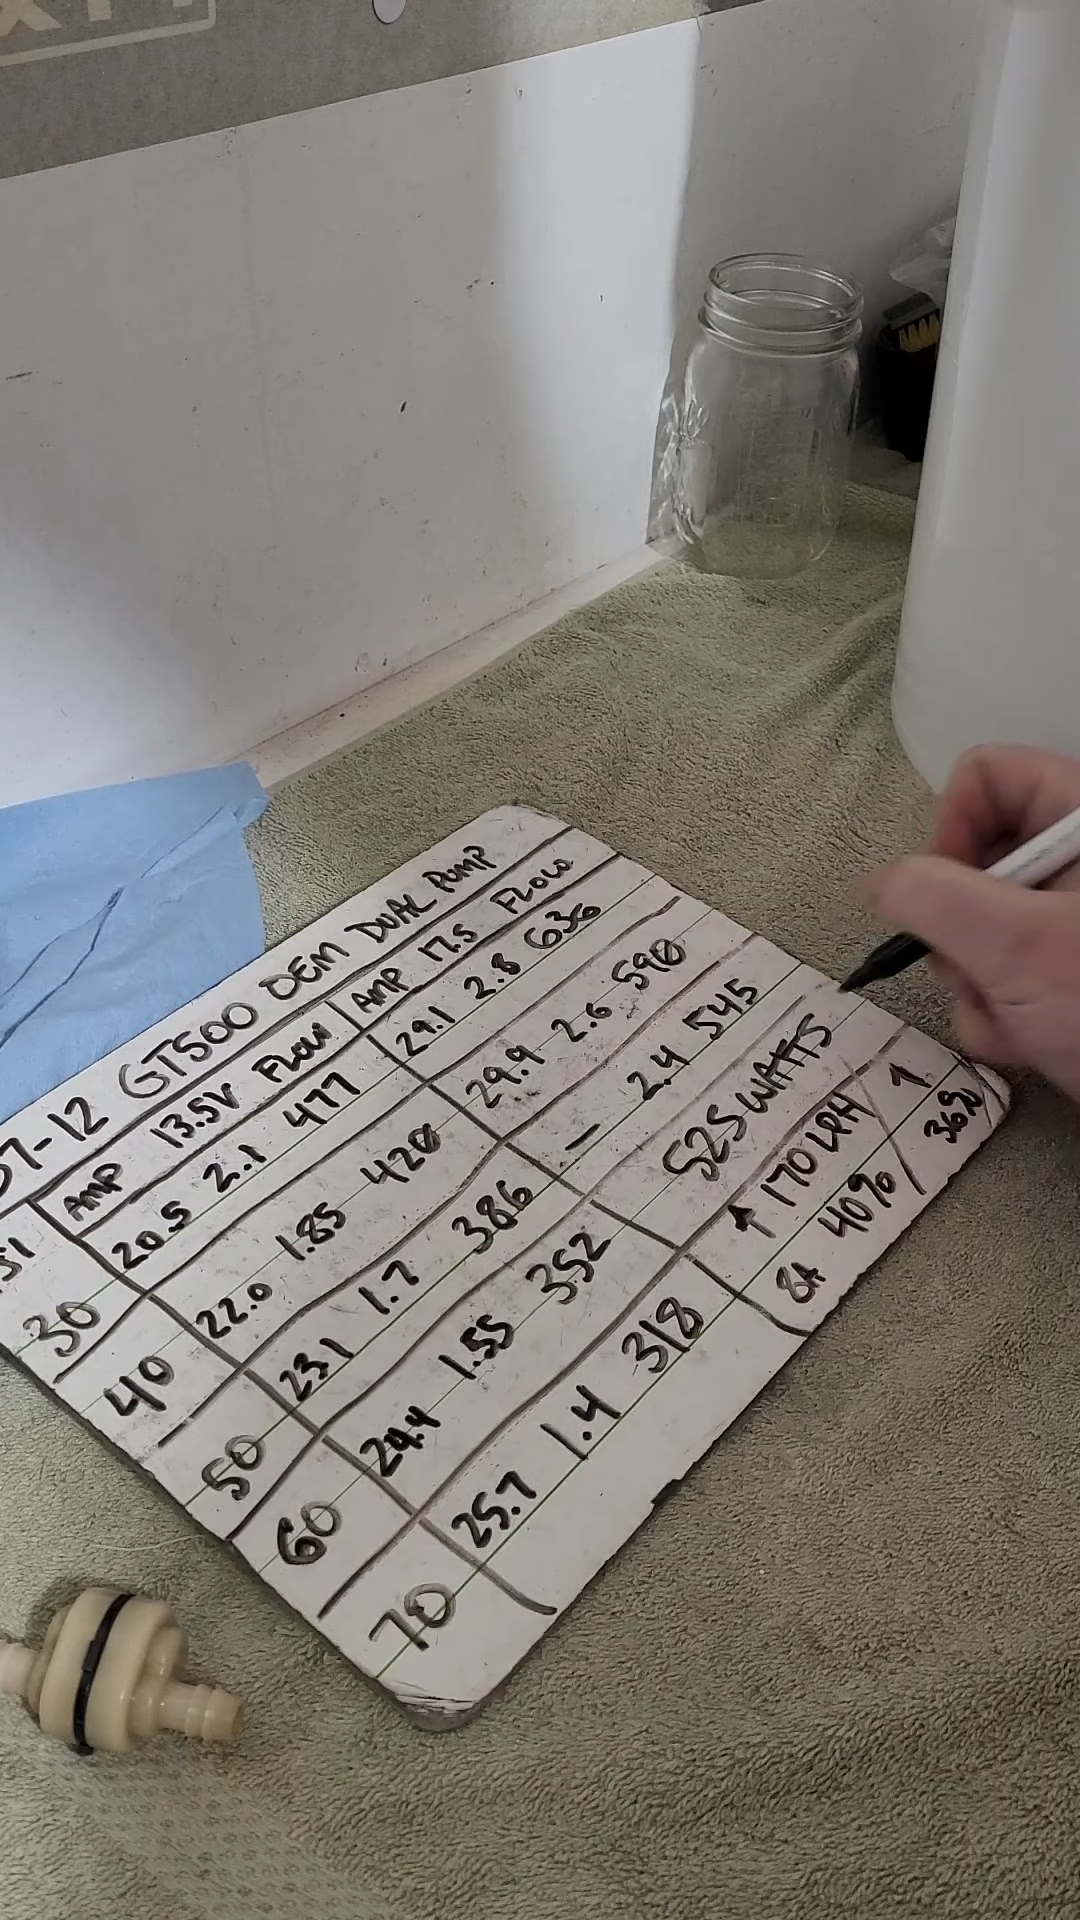 07-12 GT500 OEM DUAL PUMP
AMP 13.5V FLOW AMP 17.5 FLOW
30 20.5 2.1 477 29.1 2.8 636
40 22.0 1.85 420 29.9 2.6 590
50 23.1 1.7 386 - 2.4 545
60 24.4 1.55 352 525 WATTS
70 25.7 1.4 318 ↑ 170 LPH ↑
8A 40% / 36%